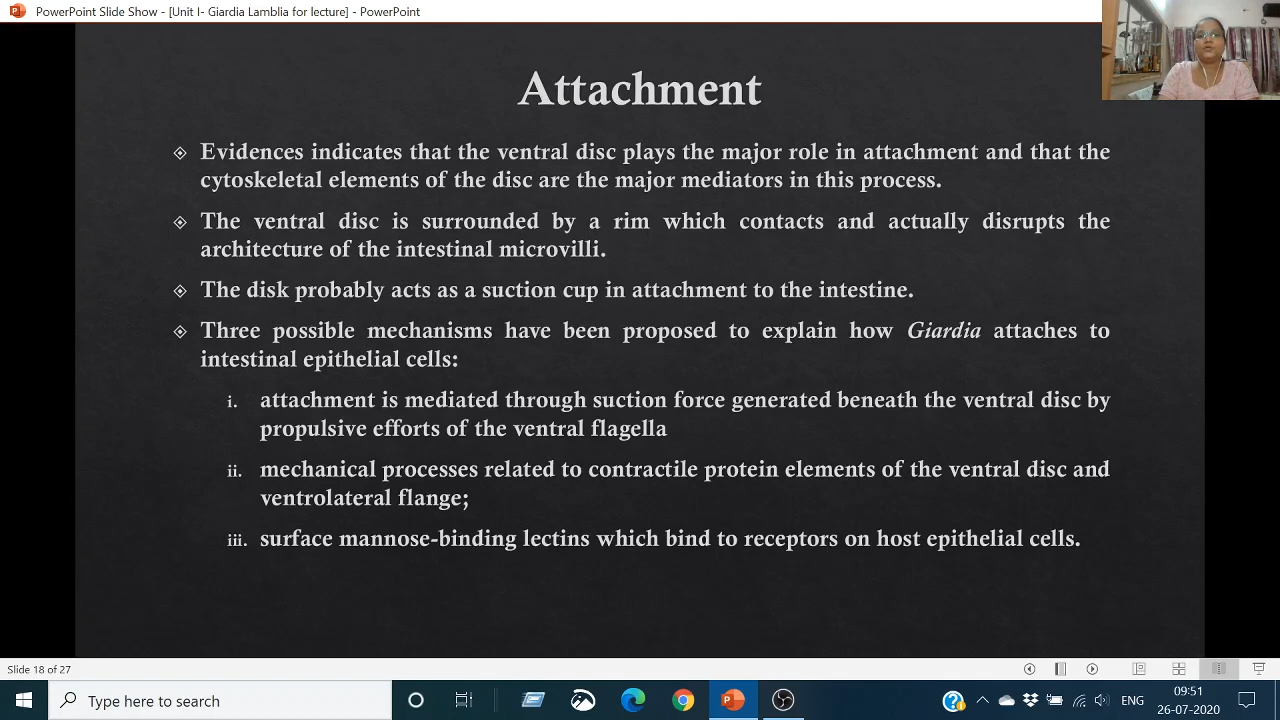 PowerPoint Slide Show - [Unit I- Giardia Lamblia for lecture] - PowerPoint
Attachment
Evidences indicates that the ventral disc plays the major role in attachment and that the
cytoskeletal elements of the disc are the major mediators in this process.
The ventral disc is surrounded by a rim which contacts and actually disrupts the
architecture of the intestinal microvilli.
The disk probably acts as a suction cup in attachment to the intestine.
Three possible mechanisms have been proposed to explain how Giardia attaches to
intestinal epithelial cells:
i. attachment is mediated through suction force generated beneath the ventral disc by
propulsive efforts of the ventral flagella
ii. mechanical processes related to contractile protein elements of the ventral disc and
ventrolateral flange;
iii. surface mannose-binding lectins which bind to receptors on host epithelial cells.
Slide 18 of 27
Type here to search
ENG
09:51
26-07-2020